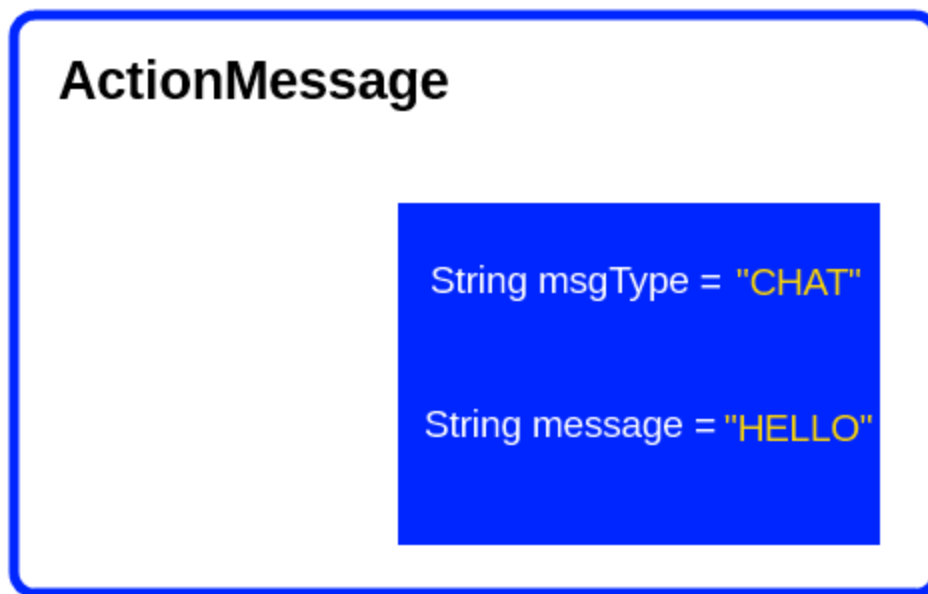 ActionMessage
String msgType = "CHAT"
String message = "HELLO"